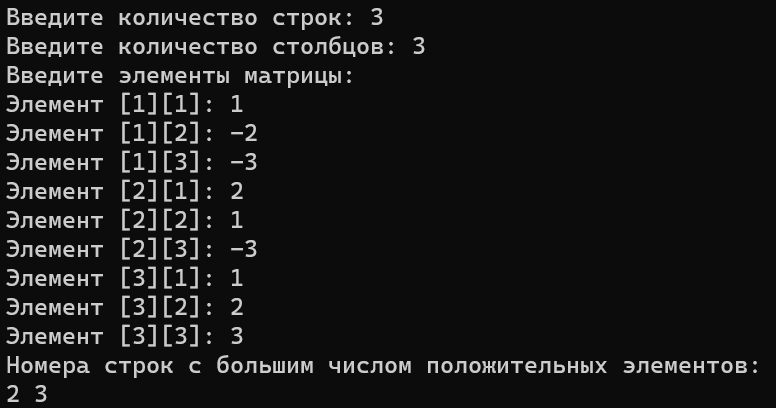 Введите количество строк: 3
Введите количество столбцов: 3
Введите элементы матрицы:
Элемент [1][1]: 1
Элемент [1][2]: -2
Элемент [1][3]: -3
Элемент [2][1]: 2
Элемент [2][2]: 1
Элемент [2][3]: -3
Элемент [3][1]: 1
Элемент [3][2]: 2
Элемент [3][3]: 3
Номера строк с большим числом положительных элементов:
2 3